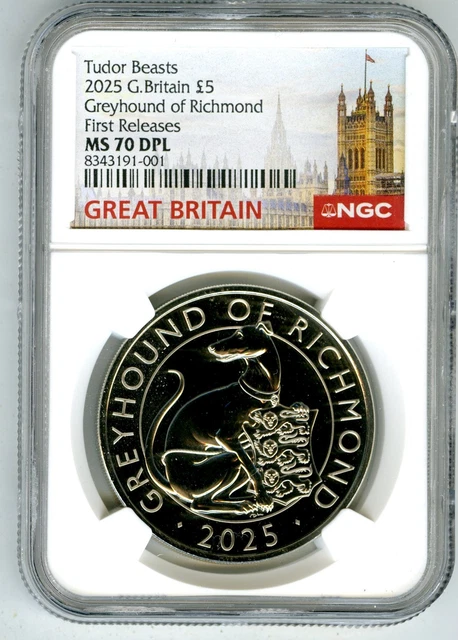 Tudor Beasts
2025 G.Britain £5
Greyhound of Richmond
First Releases
MS 70 DPL
8343191-001
GREAT BRITAIN
NGC
GREYHOUND OF RICHMOND
· 2025 ·